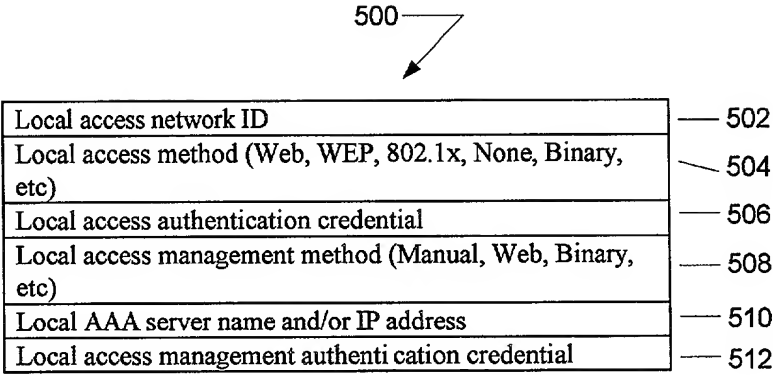 500
Local access network ID 502
Local access method (Web, WEP, 802.1x, None, Binary, 504
etc)
Local access authentication credential 506
Local access management method (Manual, Web, Binary, 508
etc)
Local AAA server name and/or IP address 510
Local access management authenti cation credential 512